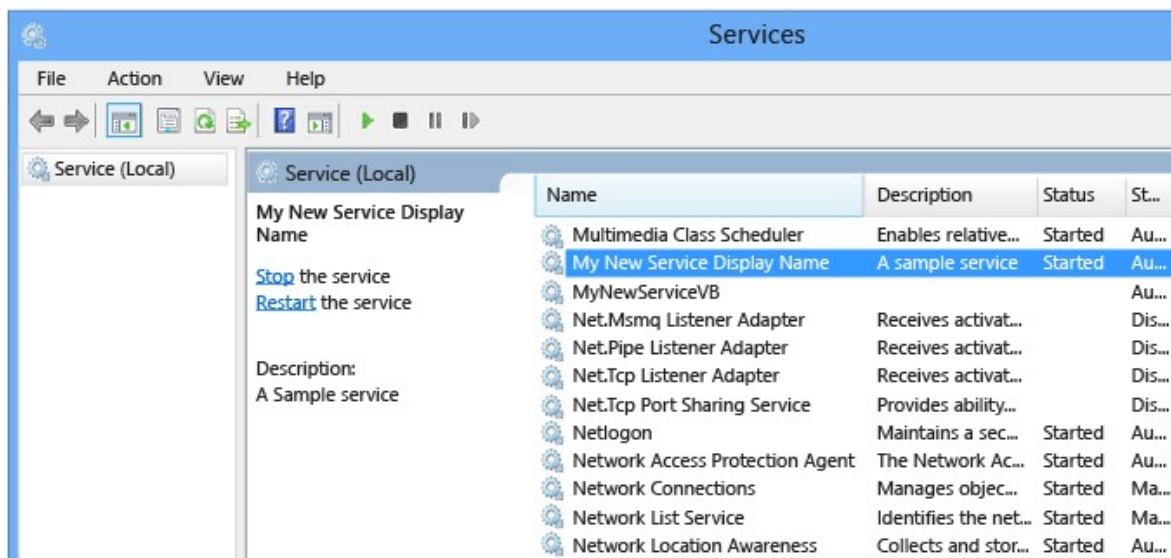 Services
File Action View Help
Service (Local)
Service (Local)
My New Service Display
Name
Stop the service
Restart the service
Description:
A Sample service
Name Description Status St...
Multimedia Class Scheduler Enables relative... Started Au...
My New Service Display Name A sample service Started Au...
MyNewServiceVB Au...
Net.Msmq Listener Adapter Receives activat... Dis...
Net.Pipe Listener Adapter Receives activat... Dis...
Net.Tcp Listener Adapter Receives activat... Dis...
Net.Tcp Port Sharing Service Provides ability... Dis...
Netlogon Maintains a sec... Started Au...
Network Access Protection Agent The Network Ac... Started Au...
Network Connections Manages objec... Started Ma...
Network List Service Identifies the net... Started Ma...
Network Location Awareness Collects and stor... Started Au...